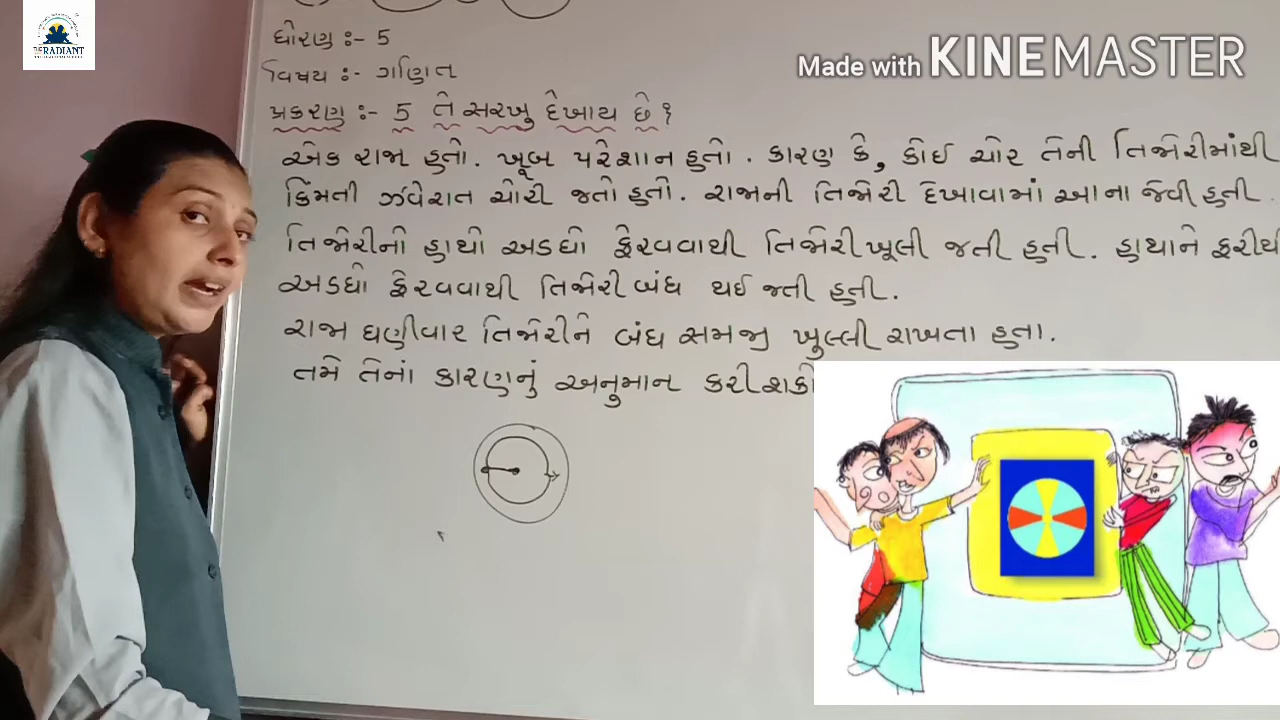 THE RADIANT
Made with KINEMASTER
ધોરણ :- 5
વિષય :- ગણિત
પ્રકરણ :- 5 તે સરખુ દેખાય છે ?
એક રાજા હતો. ખૂબ પરેશાન હતો. કારણ કે, કોઈ ચોર તેની તિજોરીમાંથી
કિંમતી ઝવેરાત ચોરી જતો હતો. રાજાની તિજોરી દેખાવામાં આના જેવી હતી.
તિજોરીનો હાથો અડધો ફેરવવાથી તિજોરી ખૂલી જતી હતી. હાથાને ફરીથી
અડધો ફેરવવાથી તિજોરી બંધ થઈ જતી હતી.
રાજા ઘણીવાર તિજોરીને બંધ સમજી ખુલ્લી રાખતા હતા.
તમે તેનાં કારણનું અનુમાન કરી શકો